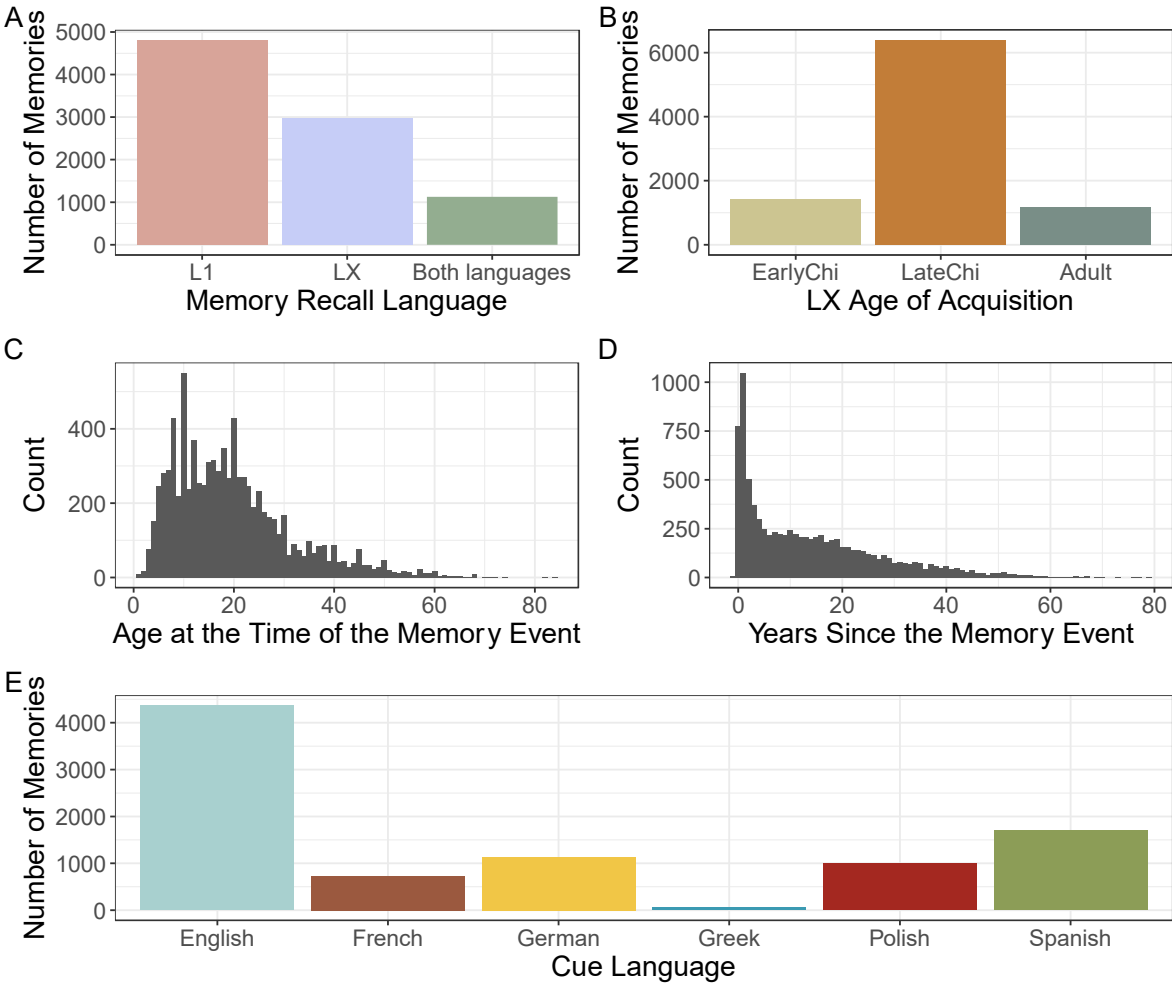 A
Number of Memories
5000
4000
3000
2000
1000
0
L1 LX Both languages
Memory Recall Language
B
Number of Memories
6000
4000
2000
0
EarlyChi LateChi Adult
LX Age of Acquisition
C
Count
400
200
0
0 20 40 60 80
Age at the Time of the Memory Event
D
Count
1000
750
500
250
0
0 20 40 60 80
Years Since the Memory Event
E
Number of Memories
4000
3000
2000
1000
0
English French German Greek Polish Spanish
Cue Language